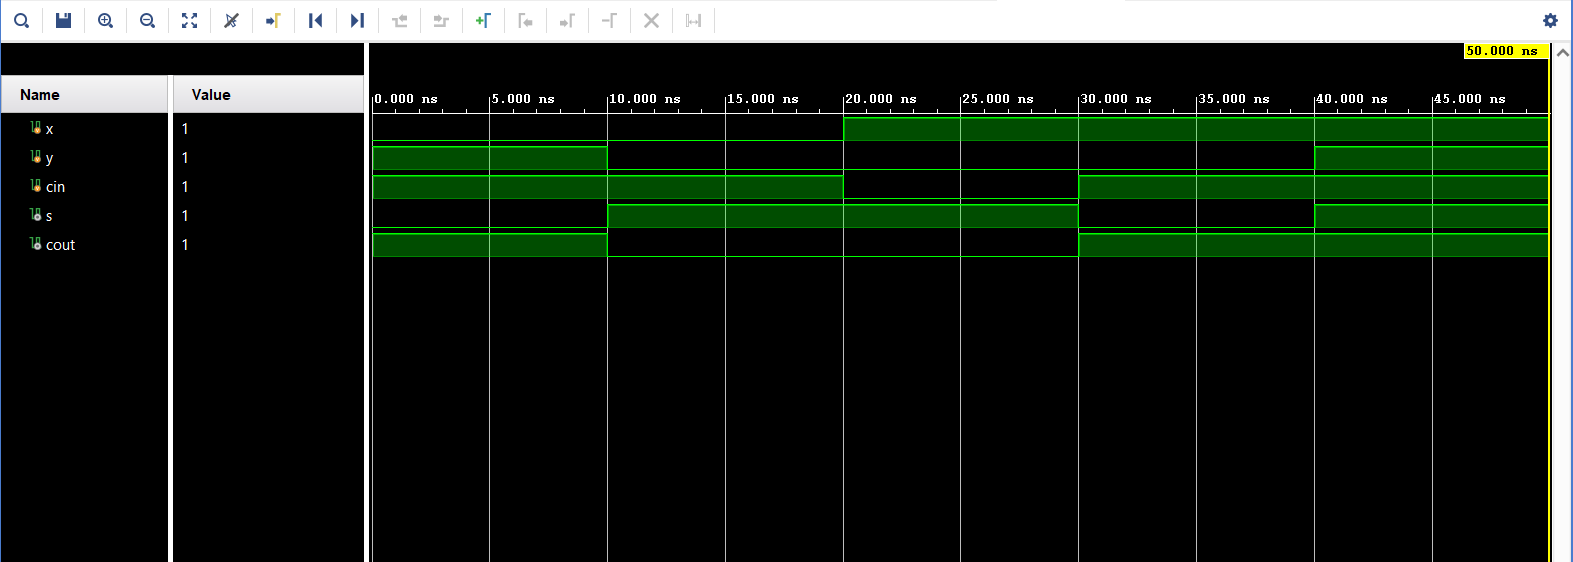 50.000 ns
Name Value
0.000 ns 5.000 ns 10.000 ns 15.000 ns 20.000 ns 25.000 ns 30.000 ns 35.000 ns 40.000 ns 45.000 ns
x 1
y 1
cin 1
s 1
cout 1